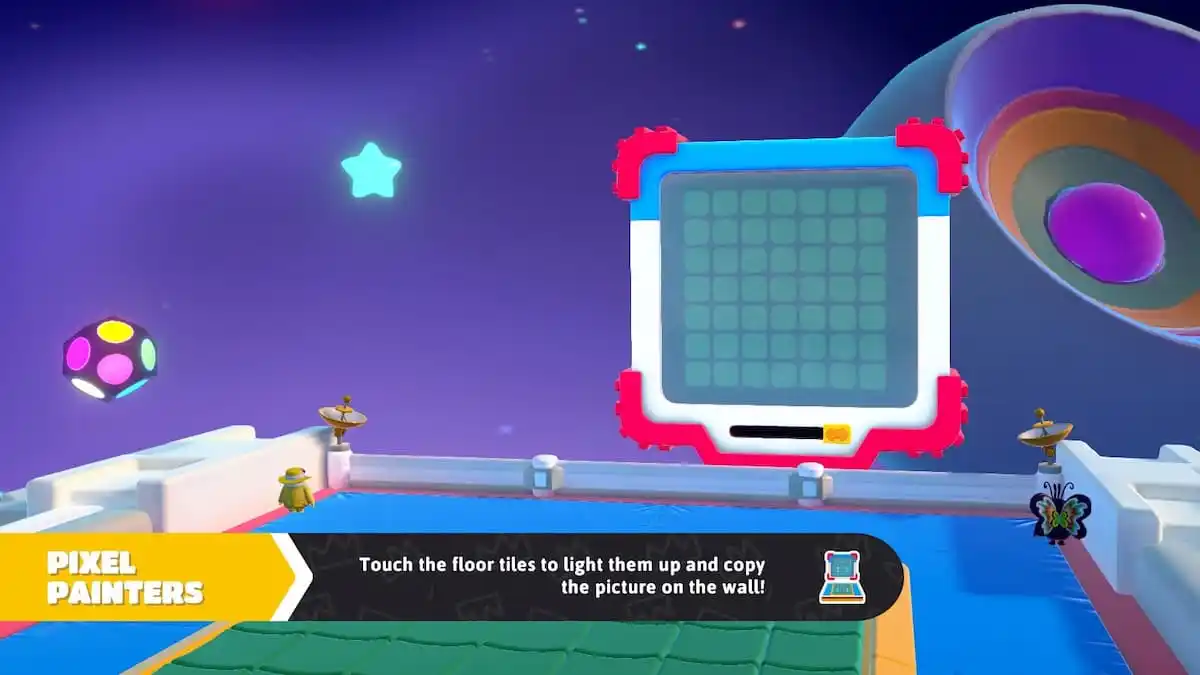 PIXEL
PAINTERS
Touch the floor tiles to light them up and copy
the picture on the wall!